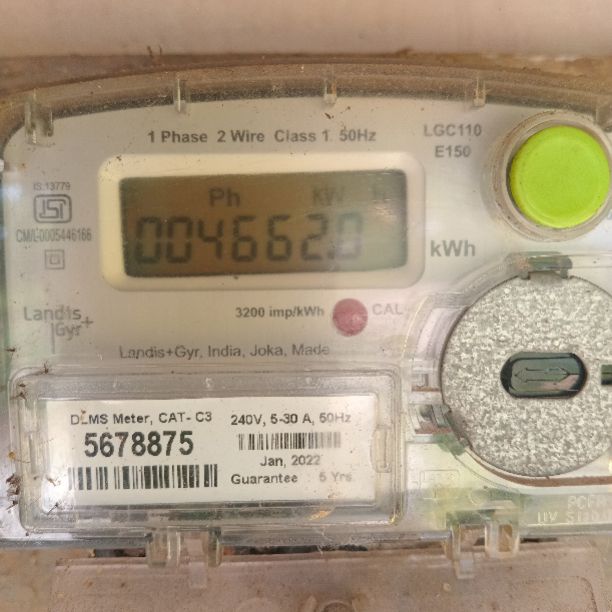 1 Phase 2 Wire Class 1. 50Hz
LGC110
E150
IS:13779
ISI
CM/L-0005446166
Ph kW h
004662.0
kWh
Landis+
Gyr
3200 imp/kWh
CAL
Landis+Gyr, India, Joka, Made
DLMS Meter, CAT- C3
240V, 5-30 A, 50Hz
5678875
Jan, 2022
Guarantee : 5 Yrs.